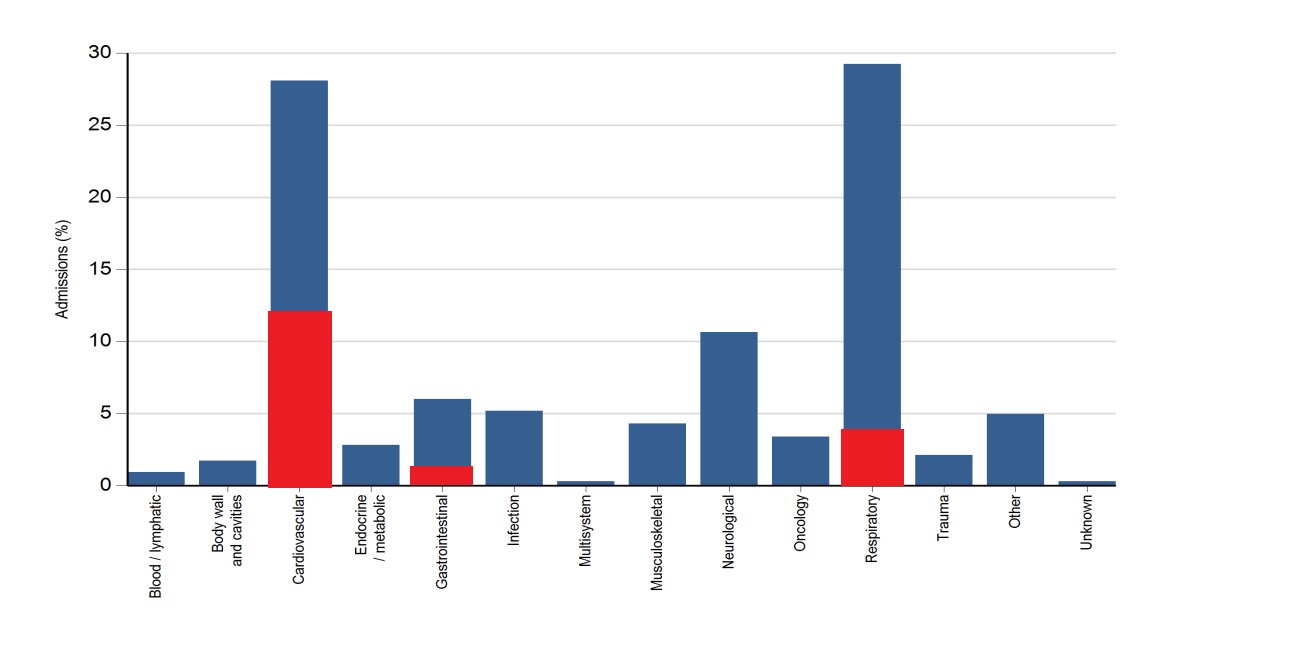 30
25
20
15
10
5
0
Admissions (%)
Blood / lymphatic
Body wall
and cavities
Cardiovascular
Endocrine
/ metabolic
Gastrointestinal
Infection
Multisystem
Musculoskeletal
Neurological
Oncology
Respiratory
Trauma
Other
Unknown